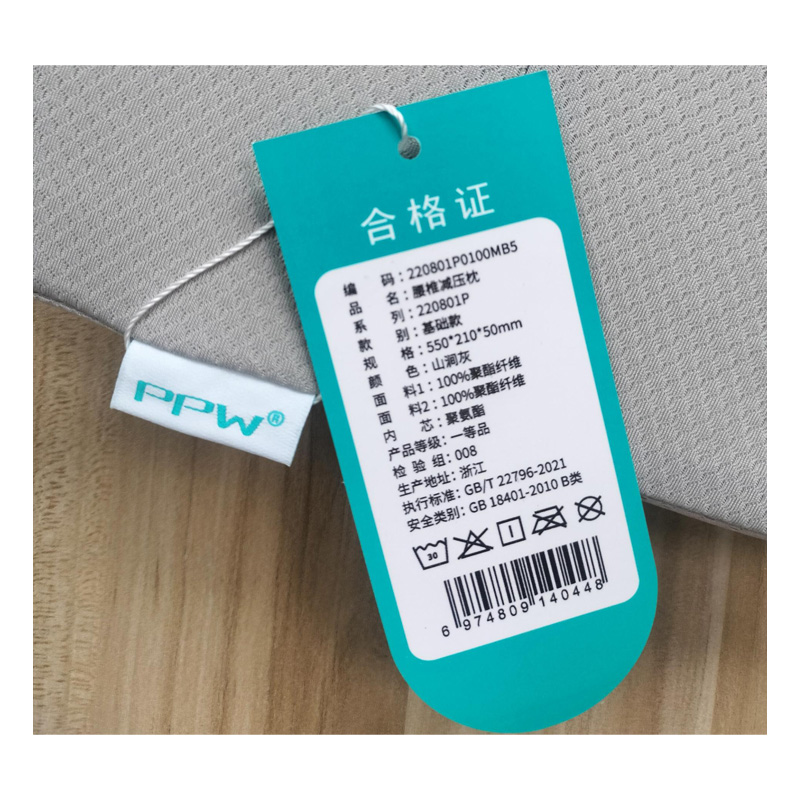 合格证
编 码：220801P0100MB5
品 名：腰椎减压枕
系 列：220801P
款 别：基础款
规 格：550*210*50mm
颜 色：山涧灰
面 料1：100%聚酯纤维
面 料2：100%聚酯纤维
内 芯：聚氨酯
产品等级：一等品
检 验 组：008
生产地址：浙江
执行标准：GB/T 22796-2021
安全类别：GB 18401-2010 B类
30
6 974809 140448
PPW®